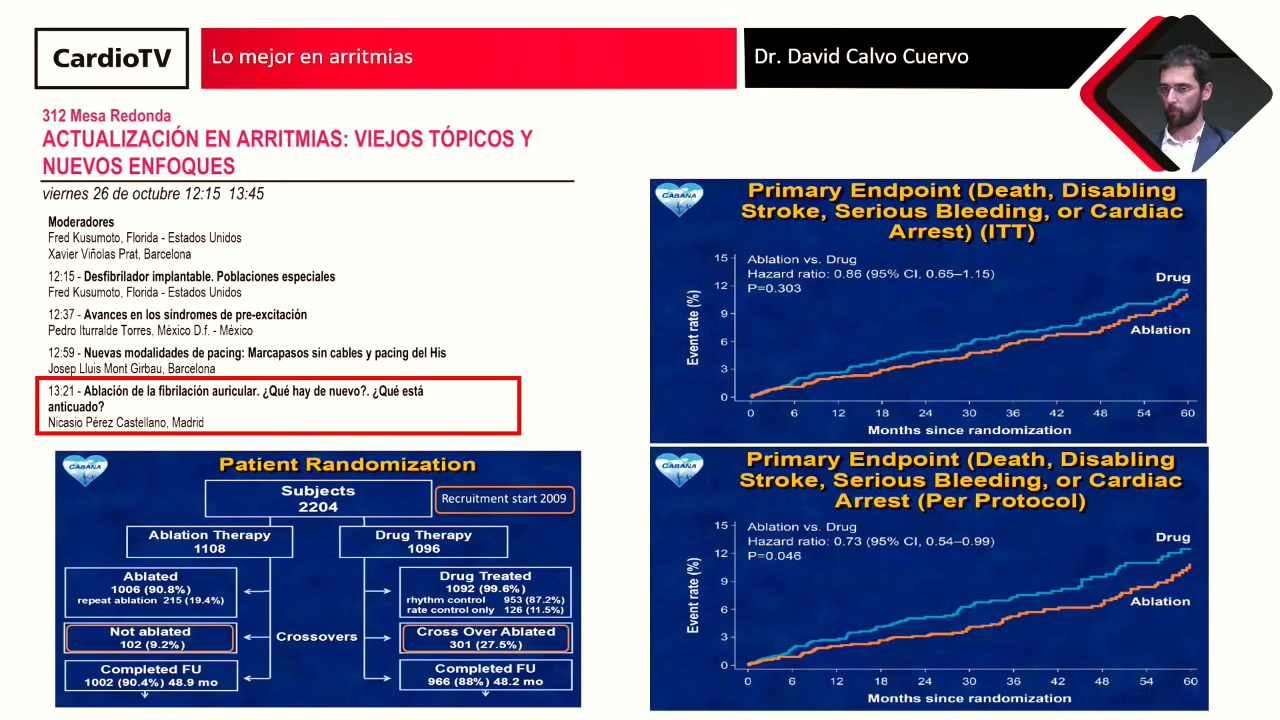 CardioTV
Lo mejor en arritmias
Dr. David Calvo Cuervo
312 Mesa Redonda
ACTUALIZACIÓN EN ARRITMIAS: VIEJOS TÓPICOS Y
NUEVOS ENFOQUES
viernes 26 de octubre 12:15 13:45
Moderadores
Fred Kusumoto, Florida - Estados Unidos
Xavier Viñolas Prat, Barcelona
12:15 - Desfibrilador implantable. Poblaciones especiales
Fred Kusumoto, Florida - Estados Unidos
12:37 - Avances en los síndromes de pre-excitación
Pedro Iturralde Torres, México D.f. - México
12:59 - Nuevas modalidades de pacing: Marcapasos sin cables y pacing del His
Josep Lluis Mont Girbau, Barcelona
13:21 - Ablación de la fibrilación auricular. ¿Qué hay de nuevo?. ¿Qué está
anticuado?
Nicasio Pérez Castellano, Madrid
CABANA
Patient Randomization
Subjects
2204
Recruitment start 2009
Ablation Therapy
1108
Drug Therapy
1096
Ablated
1006 (90.8%)
repeat ablation 215 (19.4%)
Drug Treated
1092 (99.6%)
rhythm control 953 (87.2%)
rate control only 126 (11.5%)
Not ablated
102 (9.2%)
Crossovers
Cross Over Ablated
301 (27.5%)
Completed FU
1002 (90.4%) 48.9 mo
Completed FU
966 (88%) 48.2 mo
CABANA
Primary Endpoint (Death, Disabling
Stroke, Serious Bleeding, or Cardiac
Arrest) (ITT)
Ablation vs. Drug
Hazard ratio: 0.86 (95% CI, 0.65–1.15)
P=0.303
Event rate (%)
15
12
9
6
3
0
Drug
Ablation
0 6 12 18 24 30 36 42 48 54 60
Months since randomization
CABANA
Primary Endpoint (Death, Disabling
Stroke, Serious Bleeding, or Cardiac
Arrest (Per Protocol)
Ablation vs. Drug
Hazard ratio: 0.73 (95% CI, 0.54–0.99)
P=0.046
Event rate (%)
15
12
9
6
3
0
Drug
Ablation
0 6 12 18 24 30 36 42 48 54 60
Months since randomization